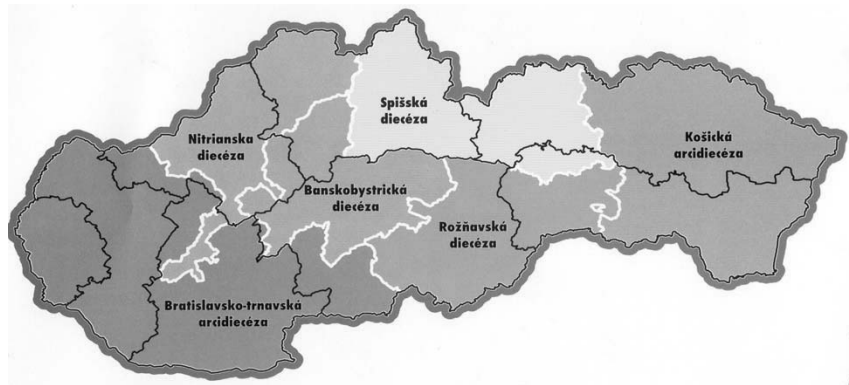 Spišská
diecéza
Nitrianska
diecéza
Košická
arcidiecéza
Banskobystrická
diecéza
Rožňavská
diecéza
Bratislavsko-trnavská
arcidiecéza